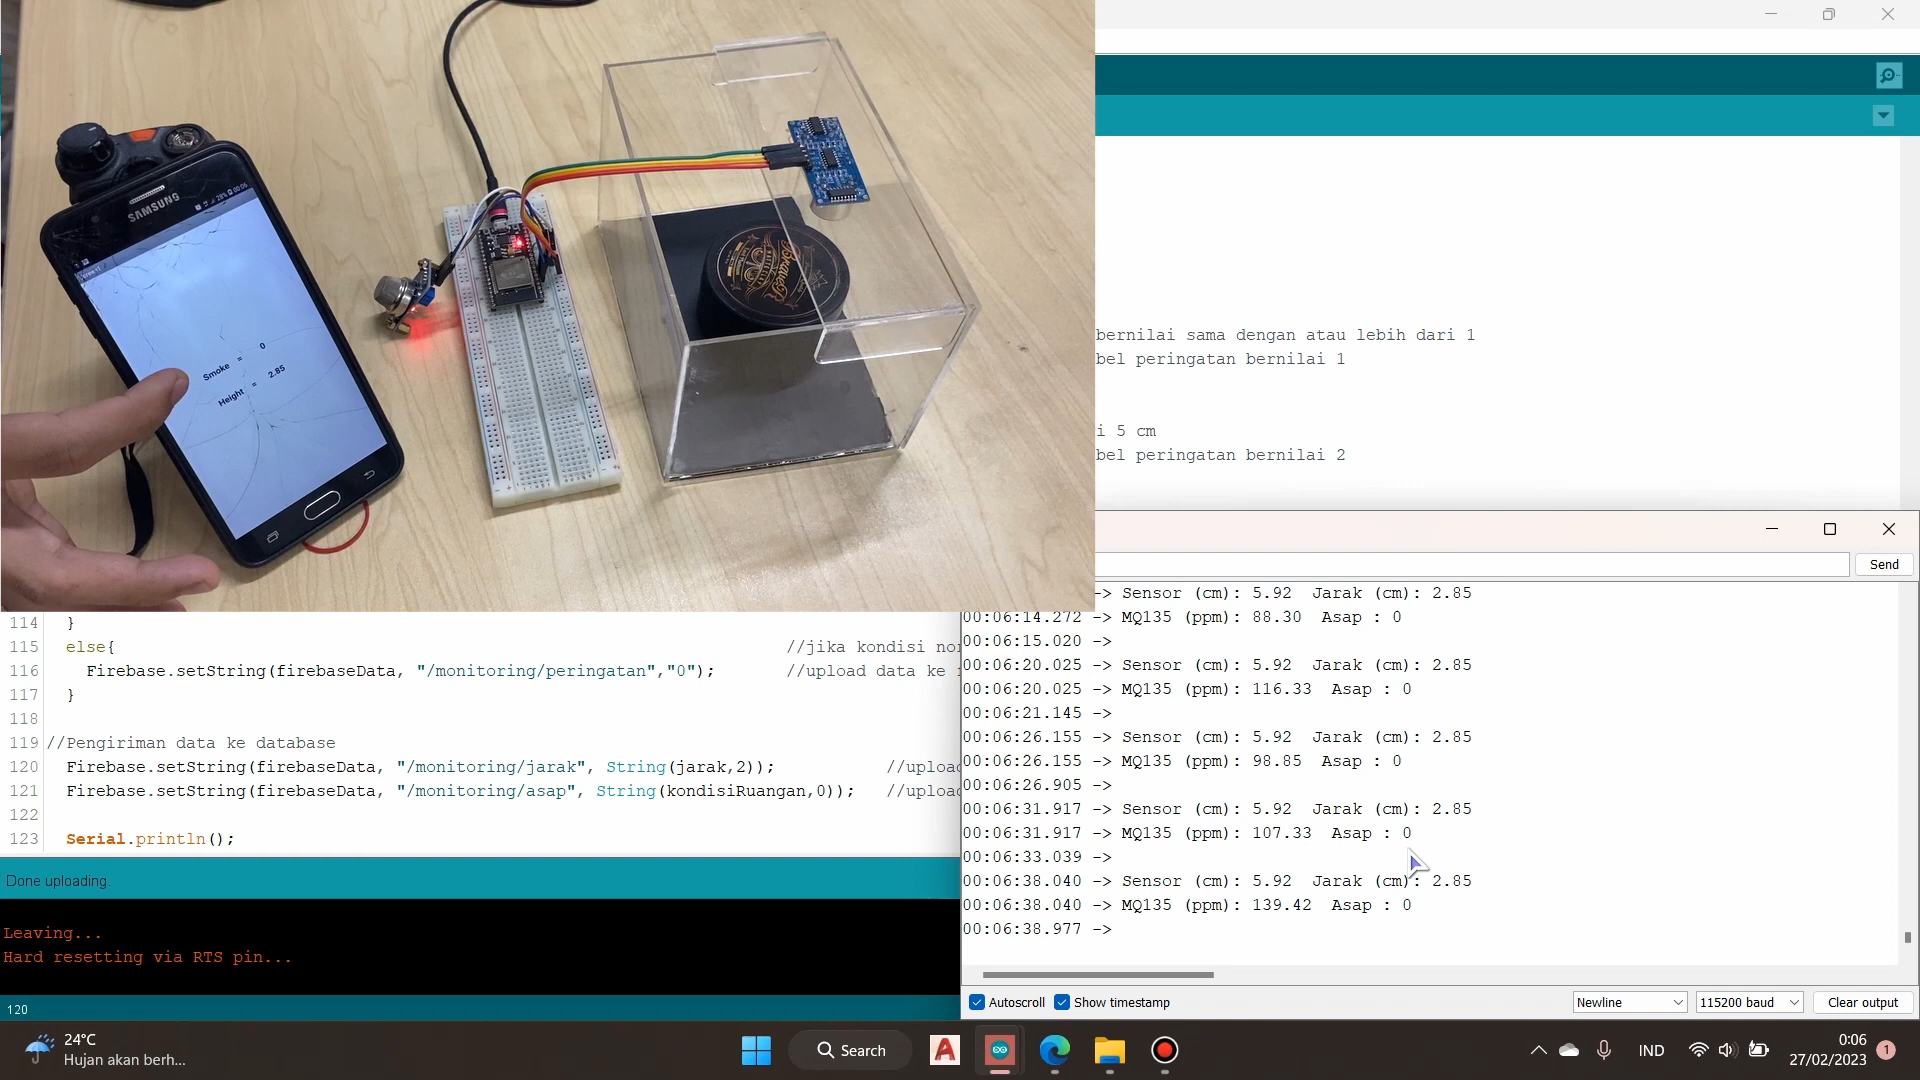 SAMSUNG
28% 00:06
Smoke = 0
Height = 2.85
bernilai sama dengan atau lebih dari 1
bel peringatan bernilai 1
i 5 cm
bel peringatan bernilai 2
114 }
115 else{ //jika kondisi no
116 Firebase.setString(firebaseData, "/monitoring/peringatan","0"); //upload data ke
117 }
118
119 //Pengiriman data ke database
120 Firebase.setString(firebaseData, "/monitoring/jarak", String(jarak,2)); //upload
121 Firebase.setString(firebaseData, "/monitoring/asap", String(kondisiRuangan,0)); //upload
122
123 Serial.println();
Done uploading.
Leaving...
Hard resetting via RTS pin...
120
Send
-> Sensor (cm): 5.92 Jarak (cm): 2.85
00:06:14.272 -> MQ135 (ppm): 88.30 Asap : 0
00:06:15.020 ->
00:06:20.025 -> Sensor (cm): 5.92 Jarak (cm): 2.85
00:06:20.025 -> MQ135 (ppm): 116.33 Asap : 0
00:06:21.145 ->
00:06:26.155 -> Sensor (cm): 5.92 Jarak (cm): 2.85
00:06:26.155 -> MQ135 (ppm): 98.85 Asap : 0
00:06:26.905 ->
00:06:31.917 -> Sensor (cm): 5.92 Jarak (cm): 2.85
00:06:31.917 -> MQ135 (ppm): 107.33 Asap : 0
00:06:33.039 ->
00:06:38.040 -> Sensor (cm): 5.92 Jarak (cm): 2.85
00:06:38.040 -> MQ135 (ppm): 139.42 Asap : 0
00:06:38.977 ->
Autoscroll Show timestamp Newline 115200 baud Clear output
24°C
Hujan akan berh...
Search
IND
0:06
27/02/2023
1